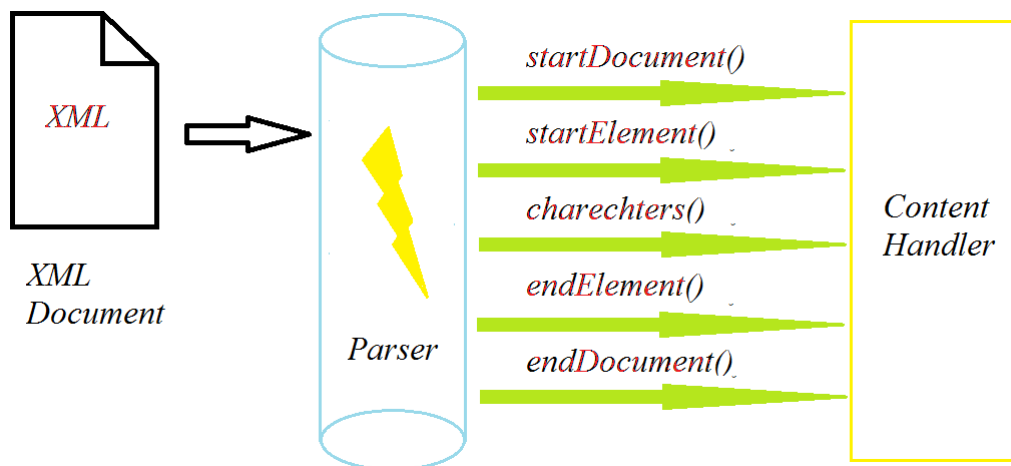 XML
XML
Document
Parser
startDocument()
startElement()
charechters()
endElement()
endDocument()
Content
Handler